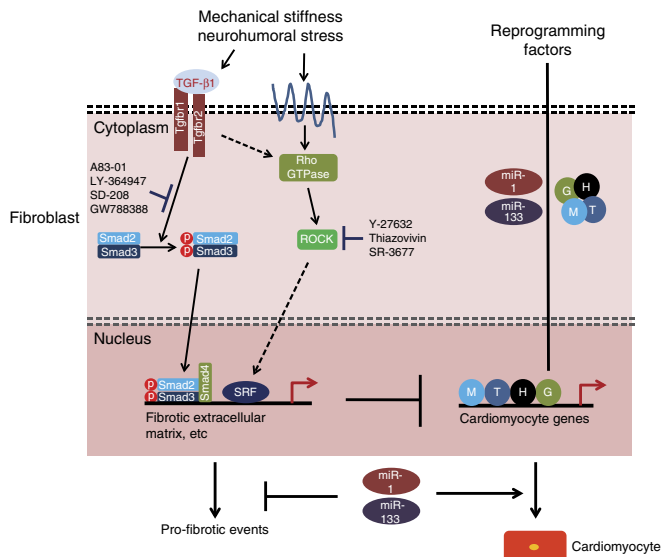 Mechanical stiffness
neurohumoral stress
Reprogramming
factors
TGF-β1
Tgfbr1
Tgfbr2
Cytoplasm
Rho
GTPase
A83-01
LY-364947
SD-208
GW788388
miR-
1
miR-
133
G
H
M
T
Fibroblast
Smad2
Smad3
p
Smad2
p
Smad3
ROCK
Y-27632
Thiazovivin
SR-3677
Nucleus
p
Smad2
p
Smad3
Smad4
SRF
M
T
H
G
Fibrotic extracellular
matrix, etc
Cardiomyocyte genes
miR-
1
miR-
133
Pro-fibrotic events
Cardiomyocyte